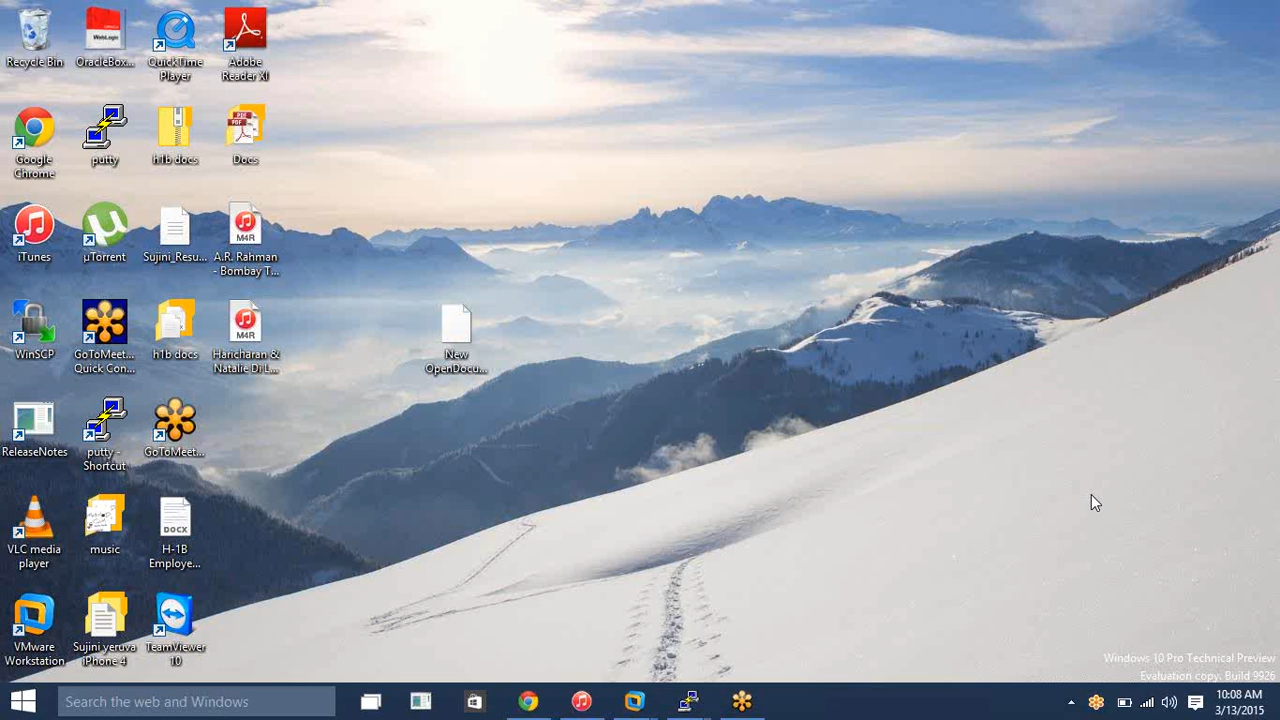 Recycle Bin
OracleBox...
QuickTime
Player
Adobe
Reader XI
Google
Chrome
putty
h1b docs
Docs
iTunes
µTorrent
Sujini_Resu...
A.R. Rahman
- Bombay T...
WinSCP
GoToMeet...
Quick Con...
h1b docs
Haricharan &
Natalie Di L...
New
OpenDocu...
ReleaseNotes
putty -
Shortcut
GoToMeet...
VLC media
player
music
H-1B
Employe...
VMware
Workstation
Sujini yeruva
iPhone 4
TeamViewer
10
Windows 10 Pro Technical Preview
Evaluation copy. Build 9926
Search the web and Windows
10:08 AM
3/13/2015
WebLogic
PDF
PDF
M4R
M4R
DOCX